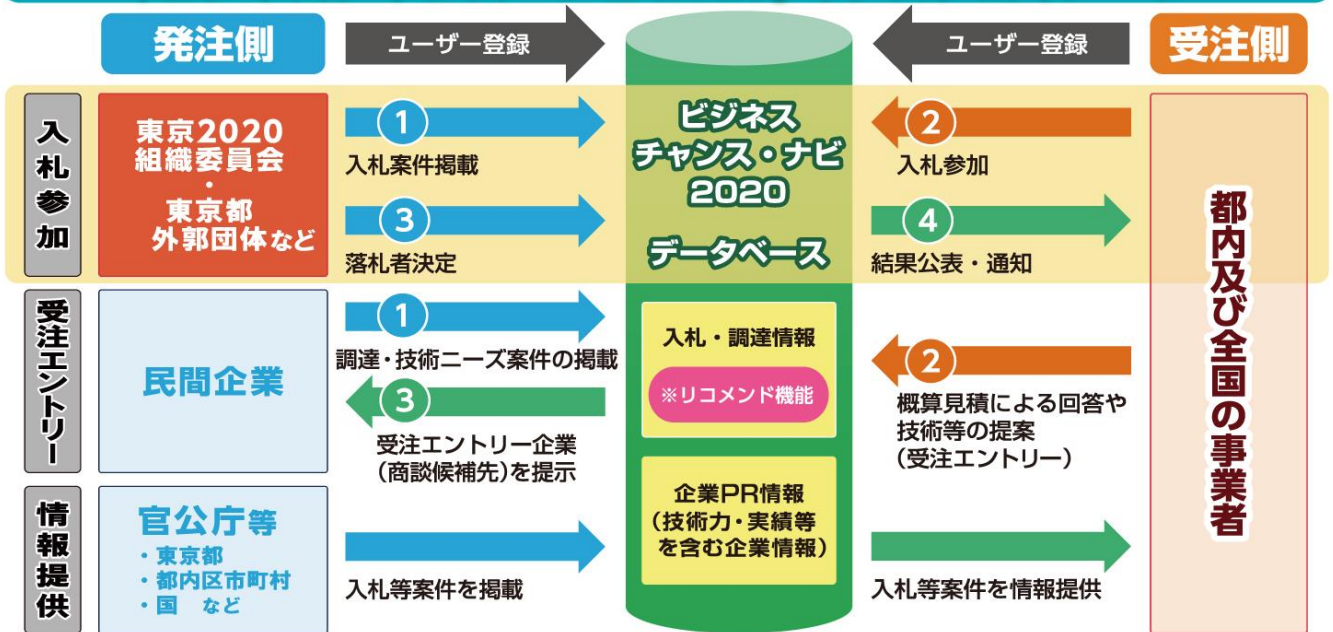 発注側
ユーザー登録
ユーザー登録
受注側
入札参加
東京2020
組織委員会
・
東京都
外郭団体など
1
入札案件掲載
3
落札者決定
ビジネス
チャンス・ナビ
2020
データベース
2
入札参加
4
結果公表・通知
都内及び全国の事業者
受注エントリー
民間企業
1
調達・技術ニーズ案件の掲載
3
受注エントリー企業
(商談候補先)を提示
入札・調達情報
※リコメンド機能
2
概算見積による回答や
技術等の提案
(受注エントリー)
情報提供
官公庁等
・東京都
・都内区市町村
・国 など
入札等案件を掲載
企業PR情報
(技術力・実績等
を含む企業情報)
入札等案件を情報提供